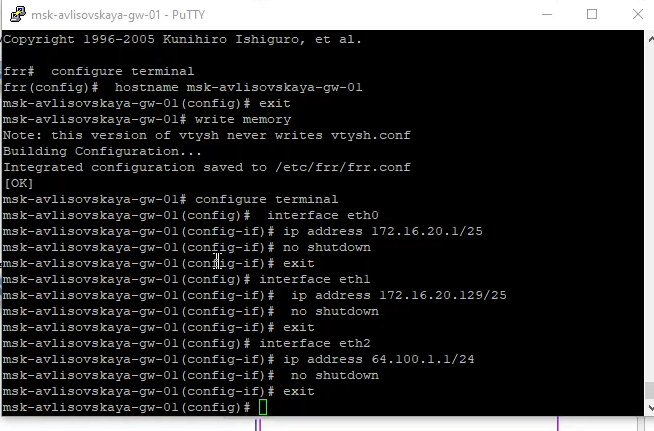 msk-avlisovskaya-gw-01 - PuTTY
Copyright 1996-2005 Kunihiro Ishiguro, et al.
frr#  configure terminal
frr(config)#  hostname msk-avlisovskaya-gw-01
msk-avlisovskaya-gw-01(config)# exit
msk-avlisovskaya-gw-01# write memory
Note: this version of vtysh never writes vtysh.conf
Building Configuration...
Integrated configuration saved to /etc/frr/frr.conf
[OK]
msk-avlisovskaya-gw-01# configure terminal
msk-avlisovskaya-gw-01(config)#  interface eth0
msk-avlisovskaya-gw-01(config-if)# ip address 172.16.20.1/25
msk-avlisovskaya-gw-01(config-if)# no shutdown
msk-avlisovskaya-gw-01(config-if)# exit
msk-avlisovskaya-gw-01(config)# interface eth1
msk-avlisovskaya-gw-01(config-if)#  ip address 172.16.20.129/25
msk-avlisovskaya-gw-01(config-if)#  no shutdown
msk-avlisovskaya-gw-01(config-if)# exit
msk-avlisovskaya-gw-01(config)# interface eth2
msk-avlisovskaya-gw-01(config-if)# ip address 64.100.1.1/24
msk-avlisovskaya-gw-01(config-if)#  no shutdown
msk-avlisovskaya-gw-01(config-if)# exit
msk-avlisovskaya-gw-01(config)#